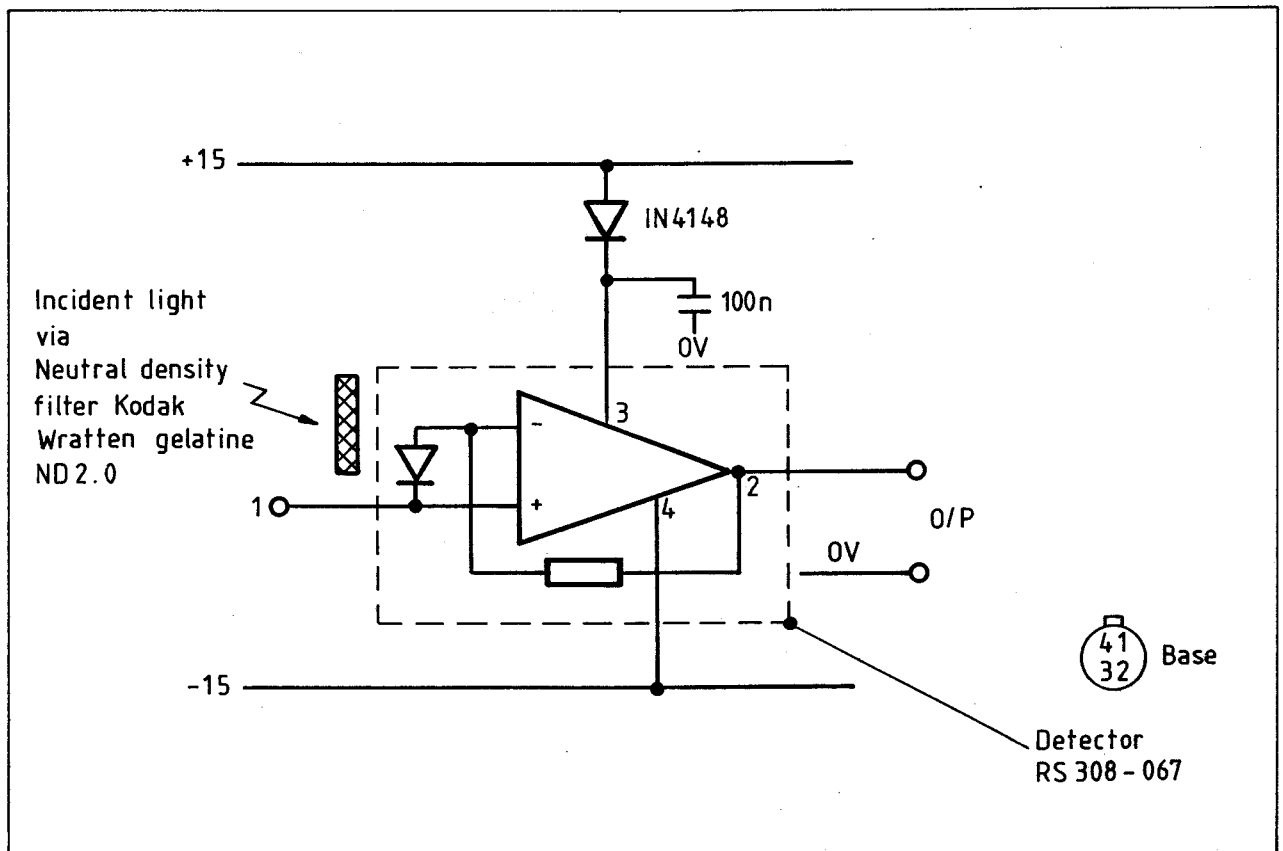 +15
IN4148
100n
0V
Incident light
via
Neutral density
filter Kodak
Wratten gelatine
ND 2.0
3
-
+
1
2
4
O/P
0V
41
32
Base
-15
Detector
RS 308-067